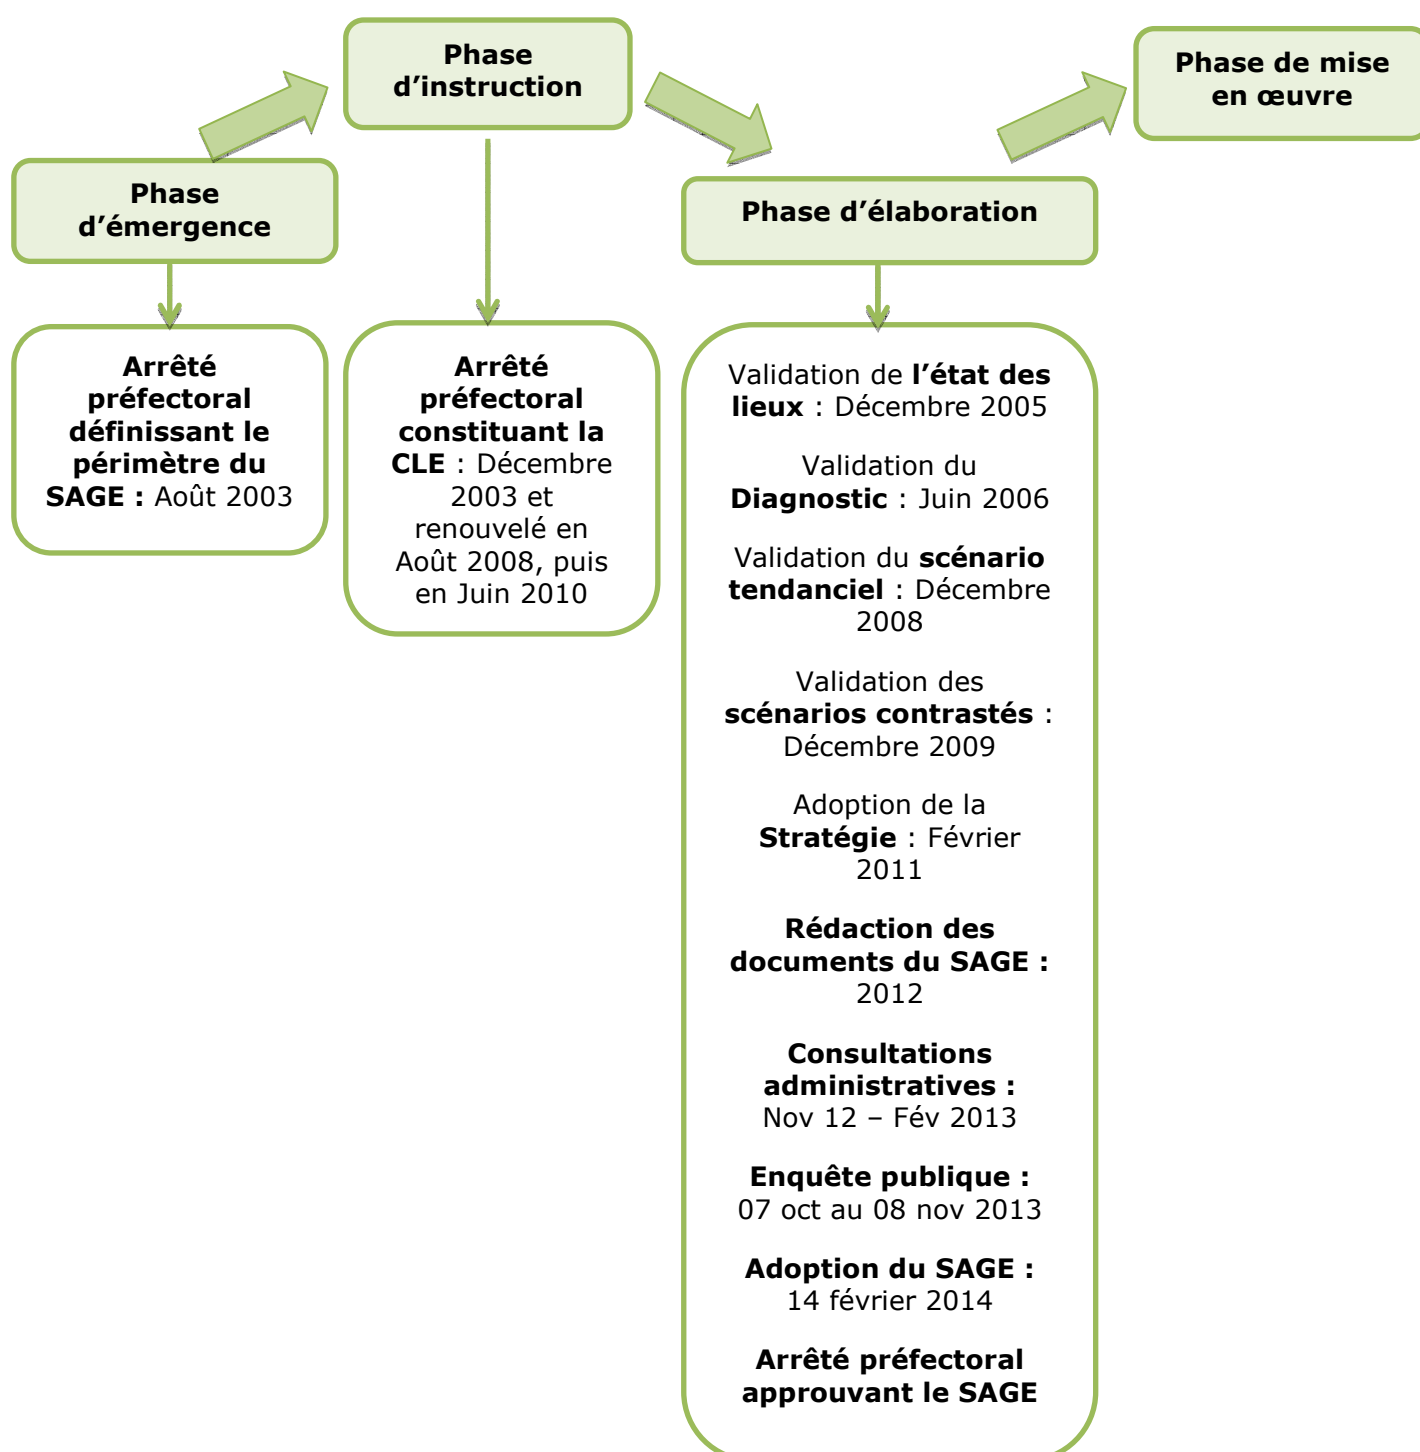 Phase
d’émergence
Arrêté
préfectoral
définissant le
périmètre du
SAGE : Août 2003
Phase
d’instruction
Arrêté
préfectoral
constituant la
CLE : Décembre
2003 et
renouvelé en
Août 2008, puis
en Juin 2010
Phase d’élaboration
Validation de l’état des
lieux : Décembre 2005
Validation du
Diagnostic : Juin 2006
Validation du scénario
tendanciel : Décembre
2008
Validation des
scénarios contrastés :
Décembre 2009
Adoption de la
Stratégie : Février
2011
Rédaction des
documents du SAGE :
2012
Consultations
administratives :
Nov 12 – Fév 2013
Enquête publique :
07 oct au 08 nov 2013
Adoption du SAGE :
14 février 2014
Arrêté préfectoral
approuvant le SAGE
Phase de mise
en œuvre